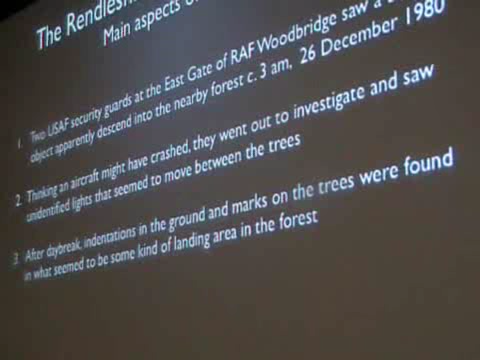 The Rendlesh
Main aspects o
1. Two USAF security guards at the East Gate of RAF Woodbridge saw a
object apparently descend into the nearby forest c. 3 am, 26 December 1980
2. Thinking an aircraft might have crashed, they went out to investigate and saw
unidentified lights that seemed to move between the trees
3. After daybreak, indentations in the ground and marks on the trees were found
in what seemed to be some kind of landing area in the forest